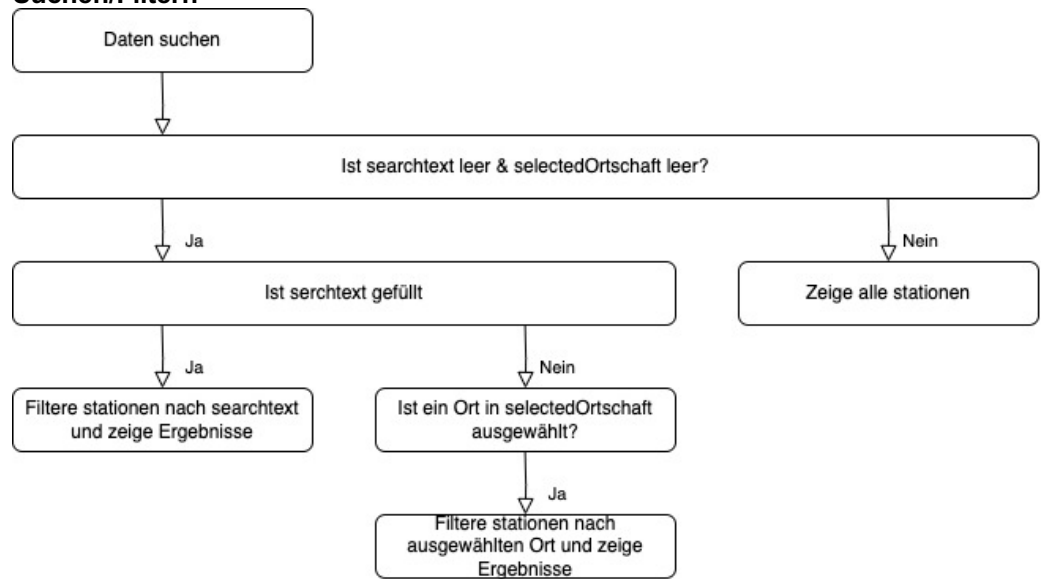 Suchen/Filtern
Daten suchen
Ist searchtext leer & selectedOrtschaft leer?
Ja
Nein
Ist serchtext gefüllt
Zeige alle stationen
Ja
Nein
Filtere stationen nach searchtext
und zeige Ergebnisse
Ist ein Ort in selectedOrtschaft
ausgewählt?
Ja
Filtere stationen nach
ausgewählten Ort und zeige
Ergebnisse